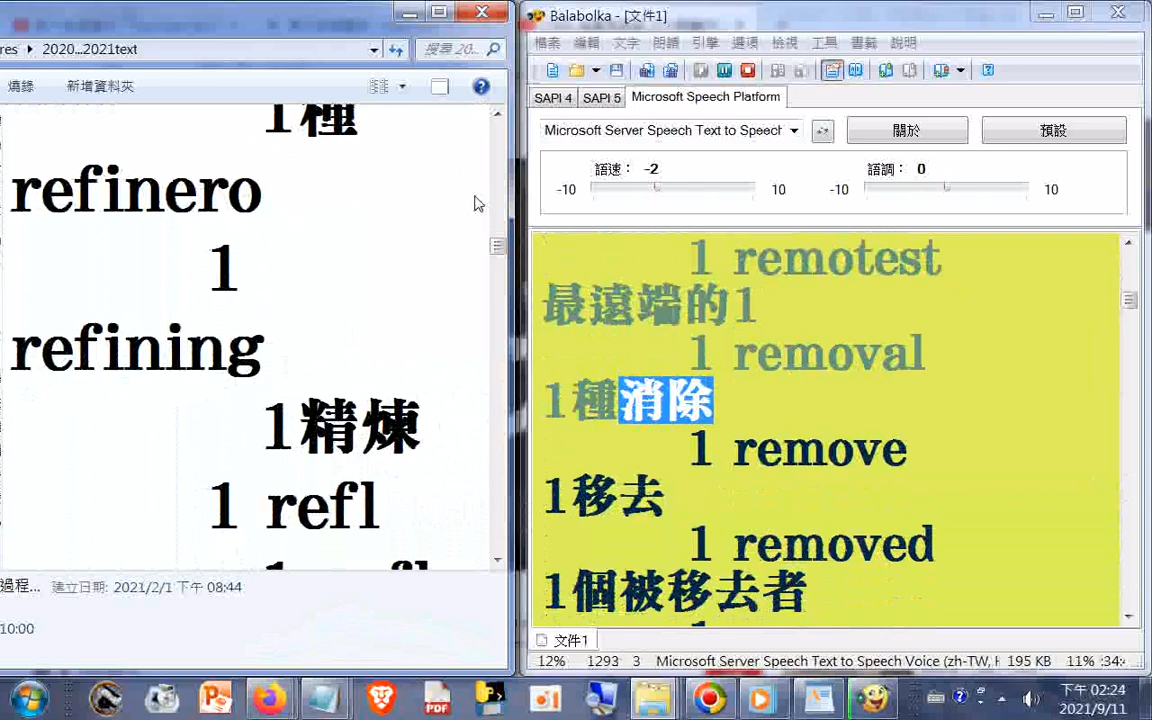 res ▸ 2020...2021text
搜尋 20...
燒錄 新增資料夾
1種
refinero
1
refining
1精煉
1 refl
過程... 建立日期: 2021/2/1 下午 08:44
10:00
Balabolka - [文件1]
檔案 編輯 文字 朗讀 引擎 選項 檢視 工具 書籤 說明
SAPI 4 SAPI 5 Microsoft Speech Platform
Microsoft Server Speech Text to Speech 關於 預設
語速： -2 語調： 0
-10 10 -10 10
1 remotest
最遠端的1
1 removal
1種消除
1 remove
1移去
1 removed
1個被移去者
文件1
12% 1293 3 Microsoft Server Speech Text to Speech Voice (zh-TW, H 195 KB 11% :34:
下午 02:24
2021/9/11